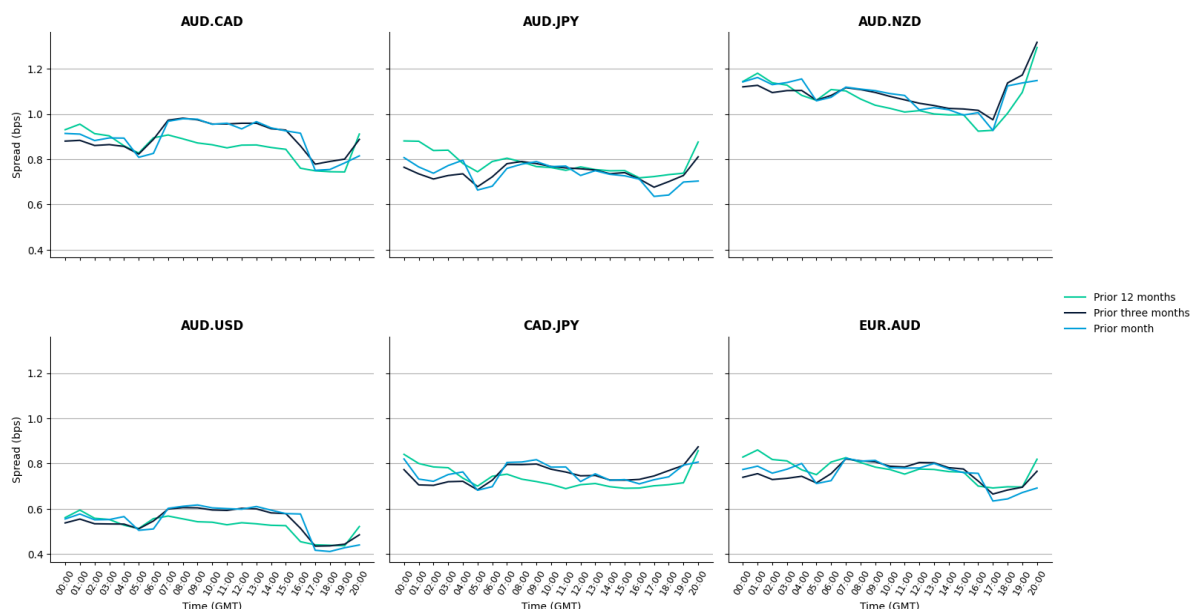 AUD.CAD AUD.JPY AUD.NZD
Spread (bps)
1.2
1.0
0.8
0.6
0.4
Prior 12 months
Prior three months
Prior month
AUD.USD CAD.JPY EUR.AUD
Spread (bps)
1.2
1.0
0.8
0.6
0.4
00:00 01:00 02:00 03:00 04:00 05:00 06:00 07:00 08:00 09:00 10:00 11:00 12:00 13:00 14:00 15:00 16:00 17:00 18:00 19:00 20:00
00:00 01:00 02:00 03:00 04:00 05:00 06:00 07:00 08:00 09:00 10:00 11:00 12:00 13:00 14:00 15:00 16:00 17:00 18:00 19:00 20:00
00:00 01:00 02:00 03:00 04:00 05:00 06:00 07:00 08:00 09:00 10:00 11:00 12:00 13:00 14:00 15:00 16:00 17:00 18:00 19:00 20:00
Time (GMT) Time (GMT) Time (GMT)